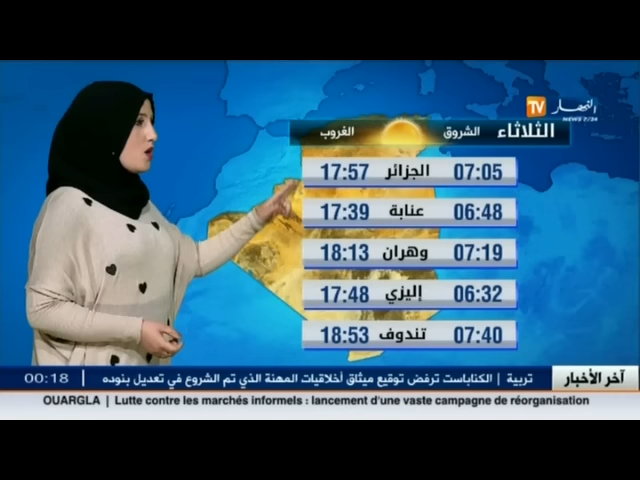 TV النهار
NEWS 7/24
الثلاثاء الشروق الغروب
07:05 الجزائر 17:57
06:48 عنابة 17:39
07:19 وهران 18:13
06:32 إليزي 17:48
07:40 تندوف 18:53
آخر الأخبار تربية | الكناباست ترفض توقيع ميثاق أخلاقيات المهنة الذي تم الشروع في تعديل بنوده 00:18
OUARGLA | Lutte contre les marchés informels : lancement d'une vaste campagne de réorganisation